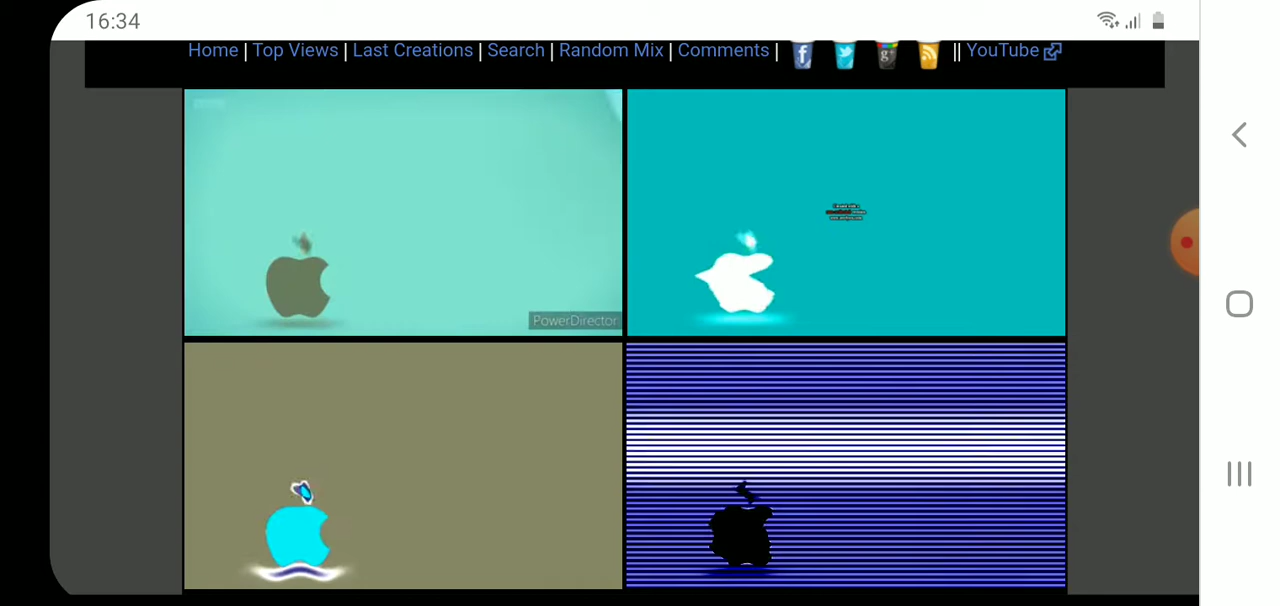 16:34
Home | Top Views | Last Creations | Search | Random Mix | Comments | f g+ || YouTube
PowerDirector